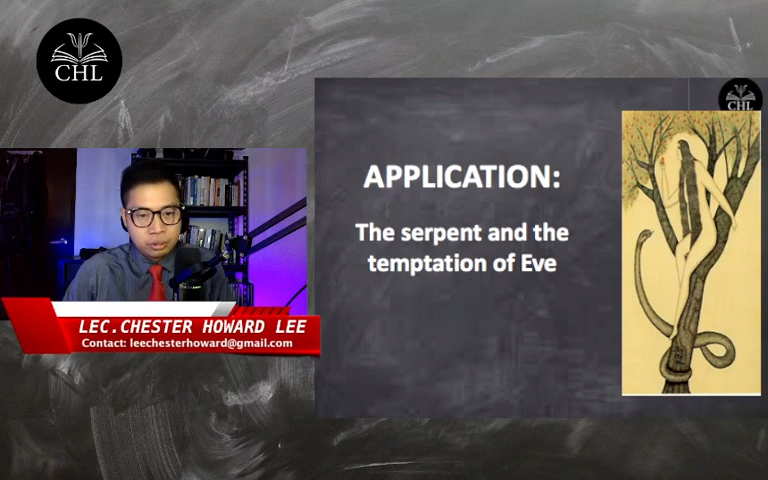 CHL
CHL
APPLICATION:
The serpent and the
temptation of Eve
LEC.CHESTER HOWARD LEE
Contact: leechesterhoward@gmail.com